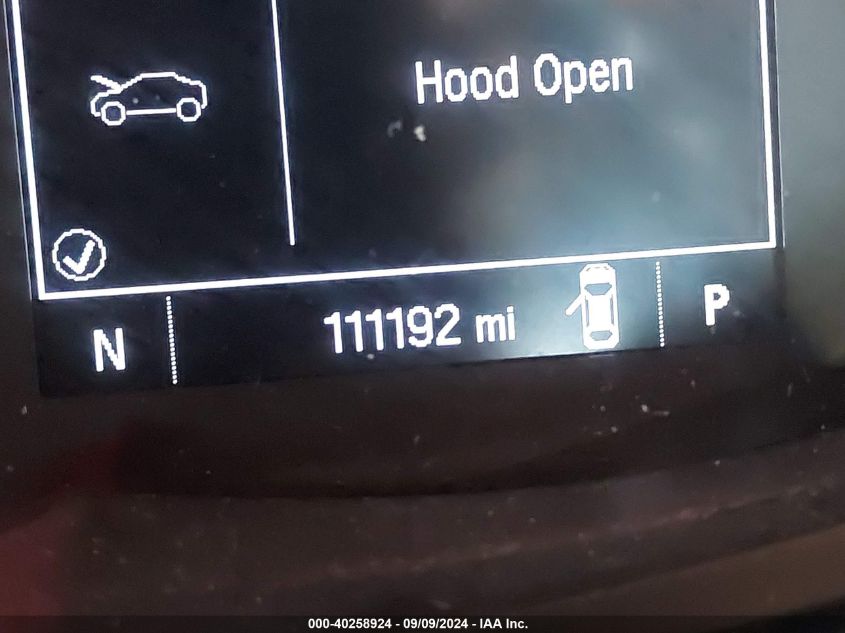 Hood Open
N 111192 mi P
000-40258924 - 09/09/2024 - IAA Inc.